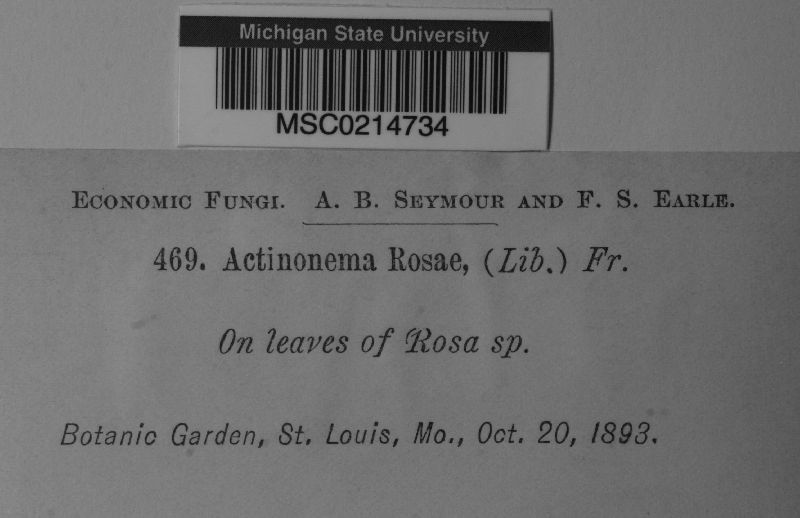 Michigan State University
MSC0214734
Economic Fungi. A. B. Seymour and F. S. Earle.
469. Actinonema Rosae, (Lib.) Fr.
On leaves of Rosa sp.
Botanic Garden, St. Louis, Mo., Oct. 20, 1893.